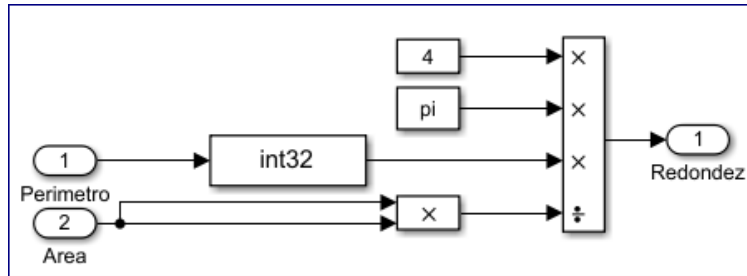 4
×
pi
×
1
Perimetro
int32
×
1
Redondez
2
Area
×
÷